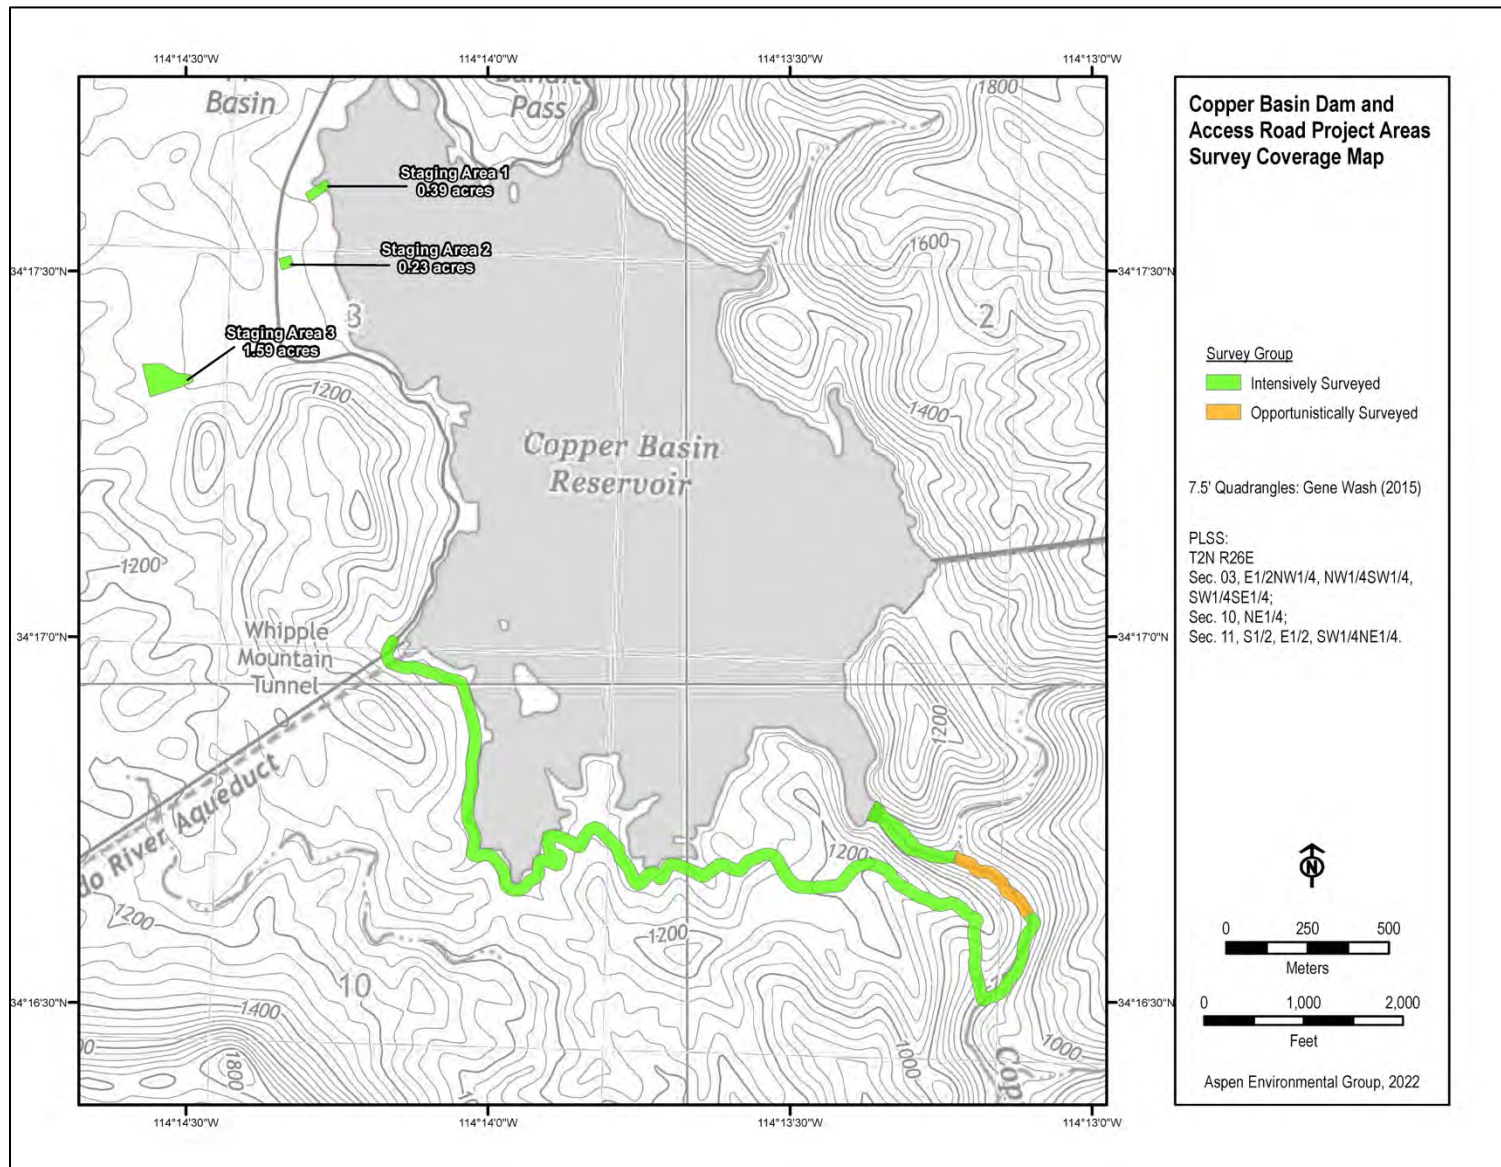 114°14'30"W
114°14'0"W
114°13'30"W
114°13'0"W
Basin
Pass
1800
Staging Area 1
0.39 acres
Staging Area 2
0.23 acres
34°17'30"N
34°17'30"N
1600
3
2
Staging Area 3
1.59 acres
1200
1400
Copper Basin
Reservoir
1200
34°17'0"N
34°17'0"N
Whipple
Mountain
Tunnel
1200
River Aqueduct
1200
1200
1200
10
34°16'30"N
34°16'30"N
1400
1800
1000
1000
Cop
114°14'30"W
114°14'0"W
114°13'30"W
114°13'0"W
Copper Basin Dam and
Access Road Project Areas
Survey Coverage Map
Survey Group
Intensively Surveyed
Opportunistically Surveyed
7.5' Quadrangles: Gene Wash (2015)
PLSS:
T2N R26E
Sec. 03, E1/2NW1/4, NW1/4SW1/4,
SW1/4SE1/4;
Sec. 10, NE1/4;
Sec. 11, S1/2, E1/2, SW1/4NE1/4.
N
0 250 500
Meters
0 1,000 2,000
Feet
Aspen Environmental Group, 2022